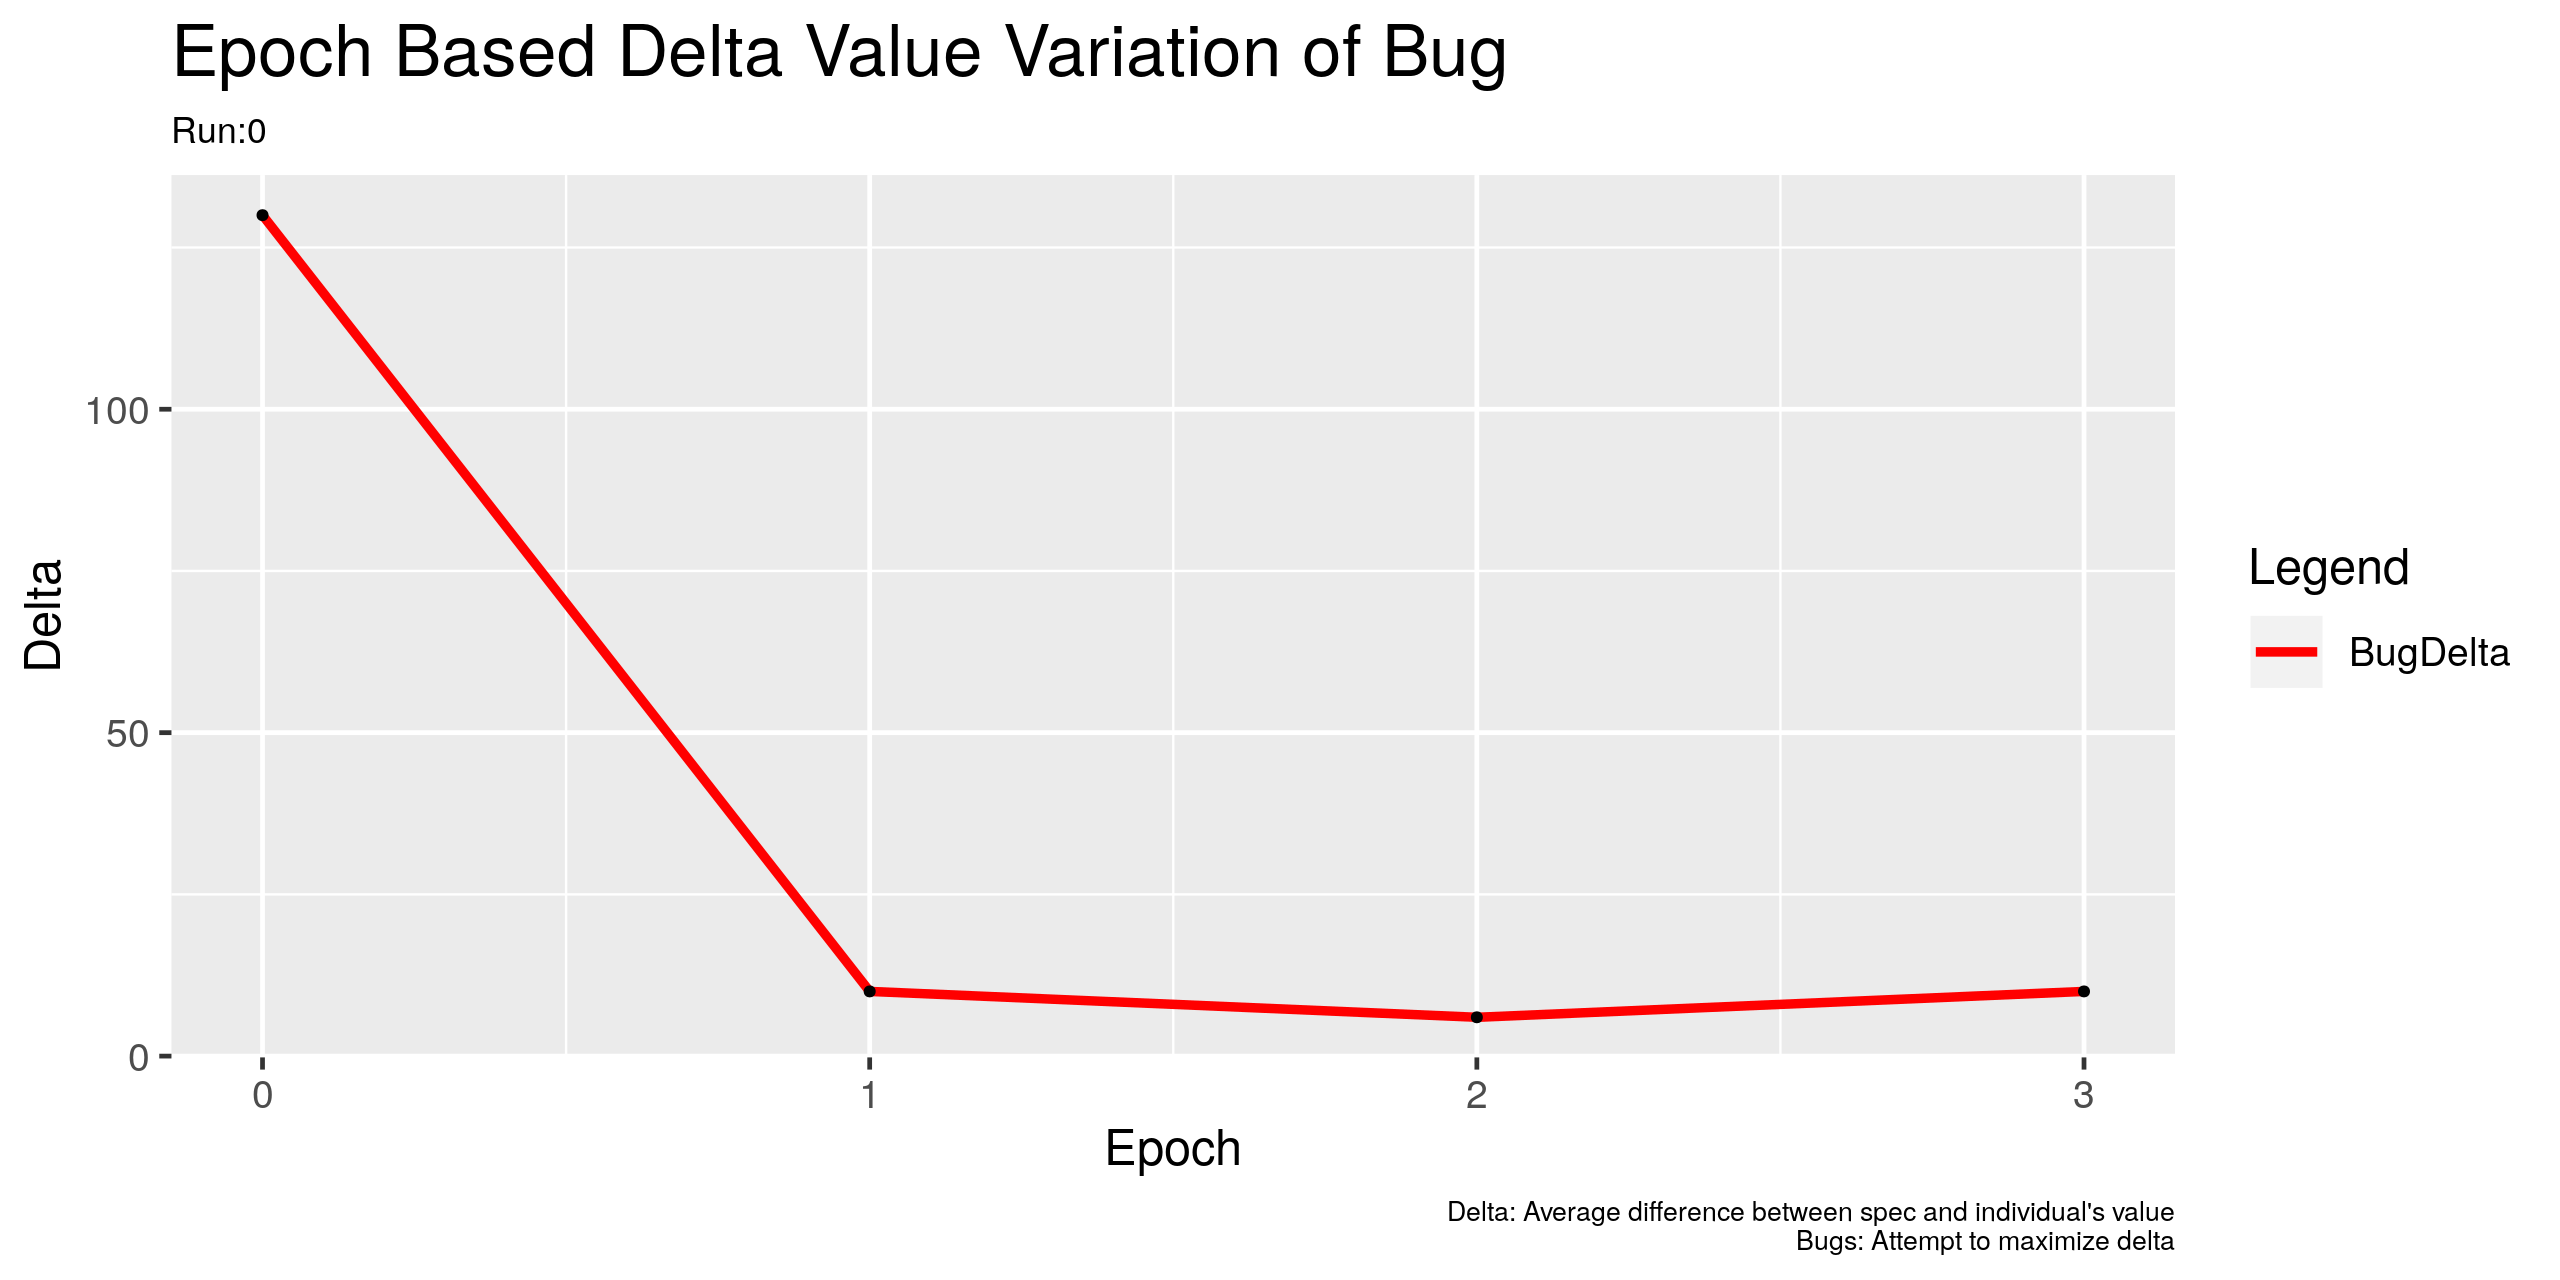 Epoch Based Delta Value Variation of Bug
Run:0
Delta
100
50
0
0 1 2 3
Epoch
Legend
BugDelta
Delta: Average difference between spec and individual's value
Bugs: Attempt to maximize delta